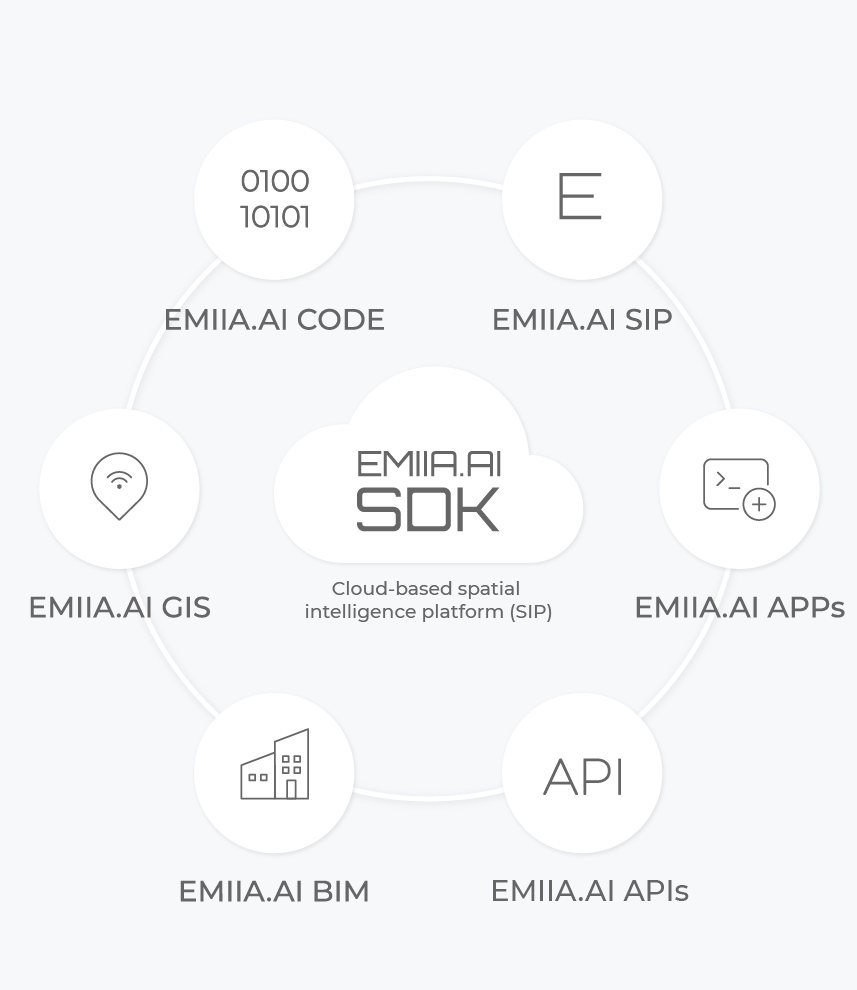 0100
10101
E
EMIIA.AI CODE
EMIIA.AI SIP
EMIIA.AI
SDK
Cloud-based spatial
intelligence platform (SIP)
EMIIA.AI GIS
EMIIA.AI APPs
API
EMIIA.AI BIM
EMIIA.AI APIs